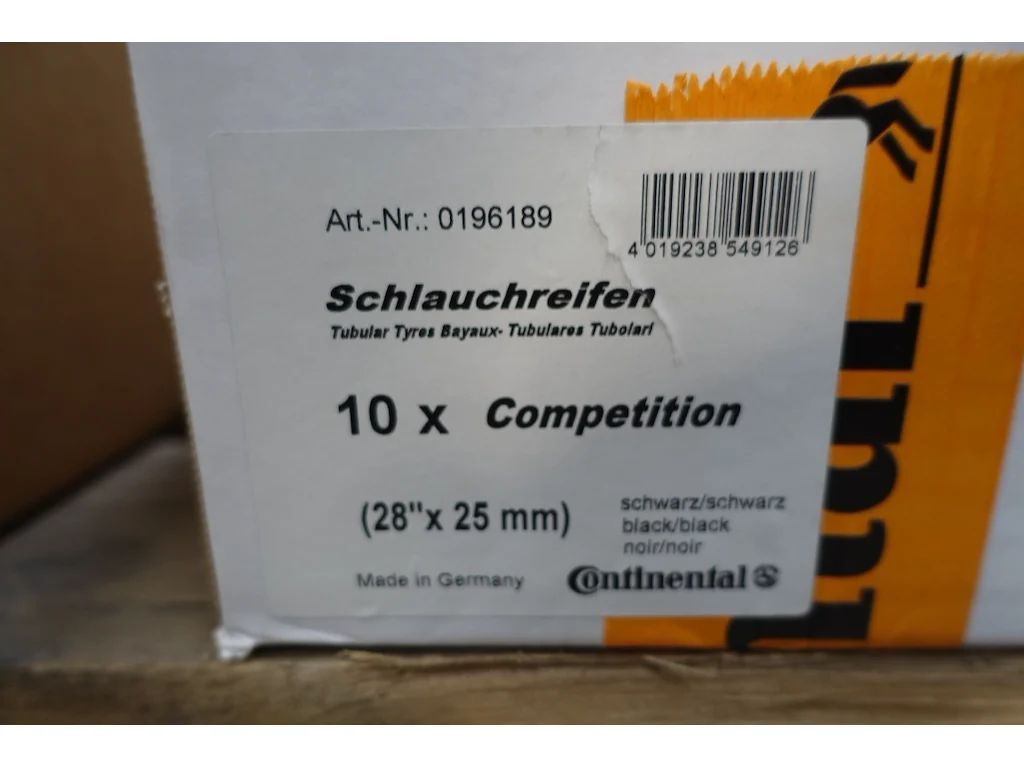 Art.-Nr.: 0196189
4 019238 549126
Schlauchreifen
Tubular Tyres Bayaux- Tubulares Tubolari
10 x Competition
(28"x 25 mm)
schwarz/schwarz
black/black
noir/noir
Made in Germany
Continental